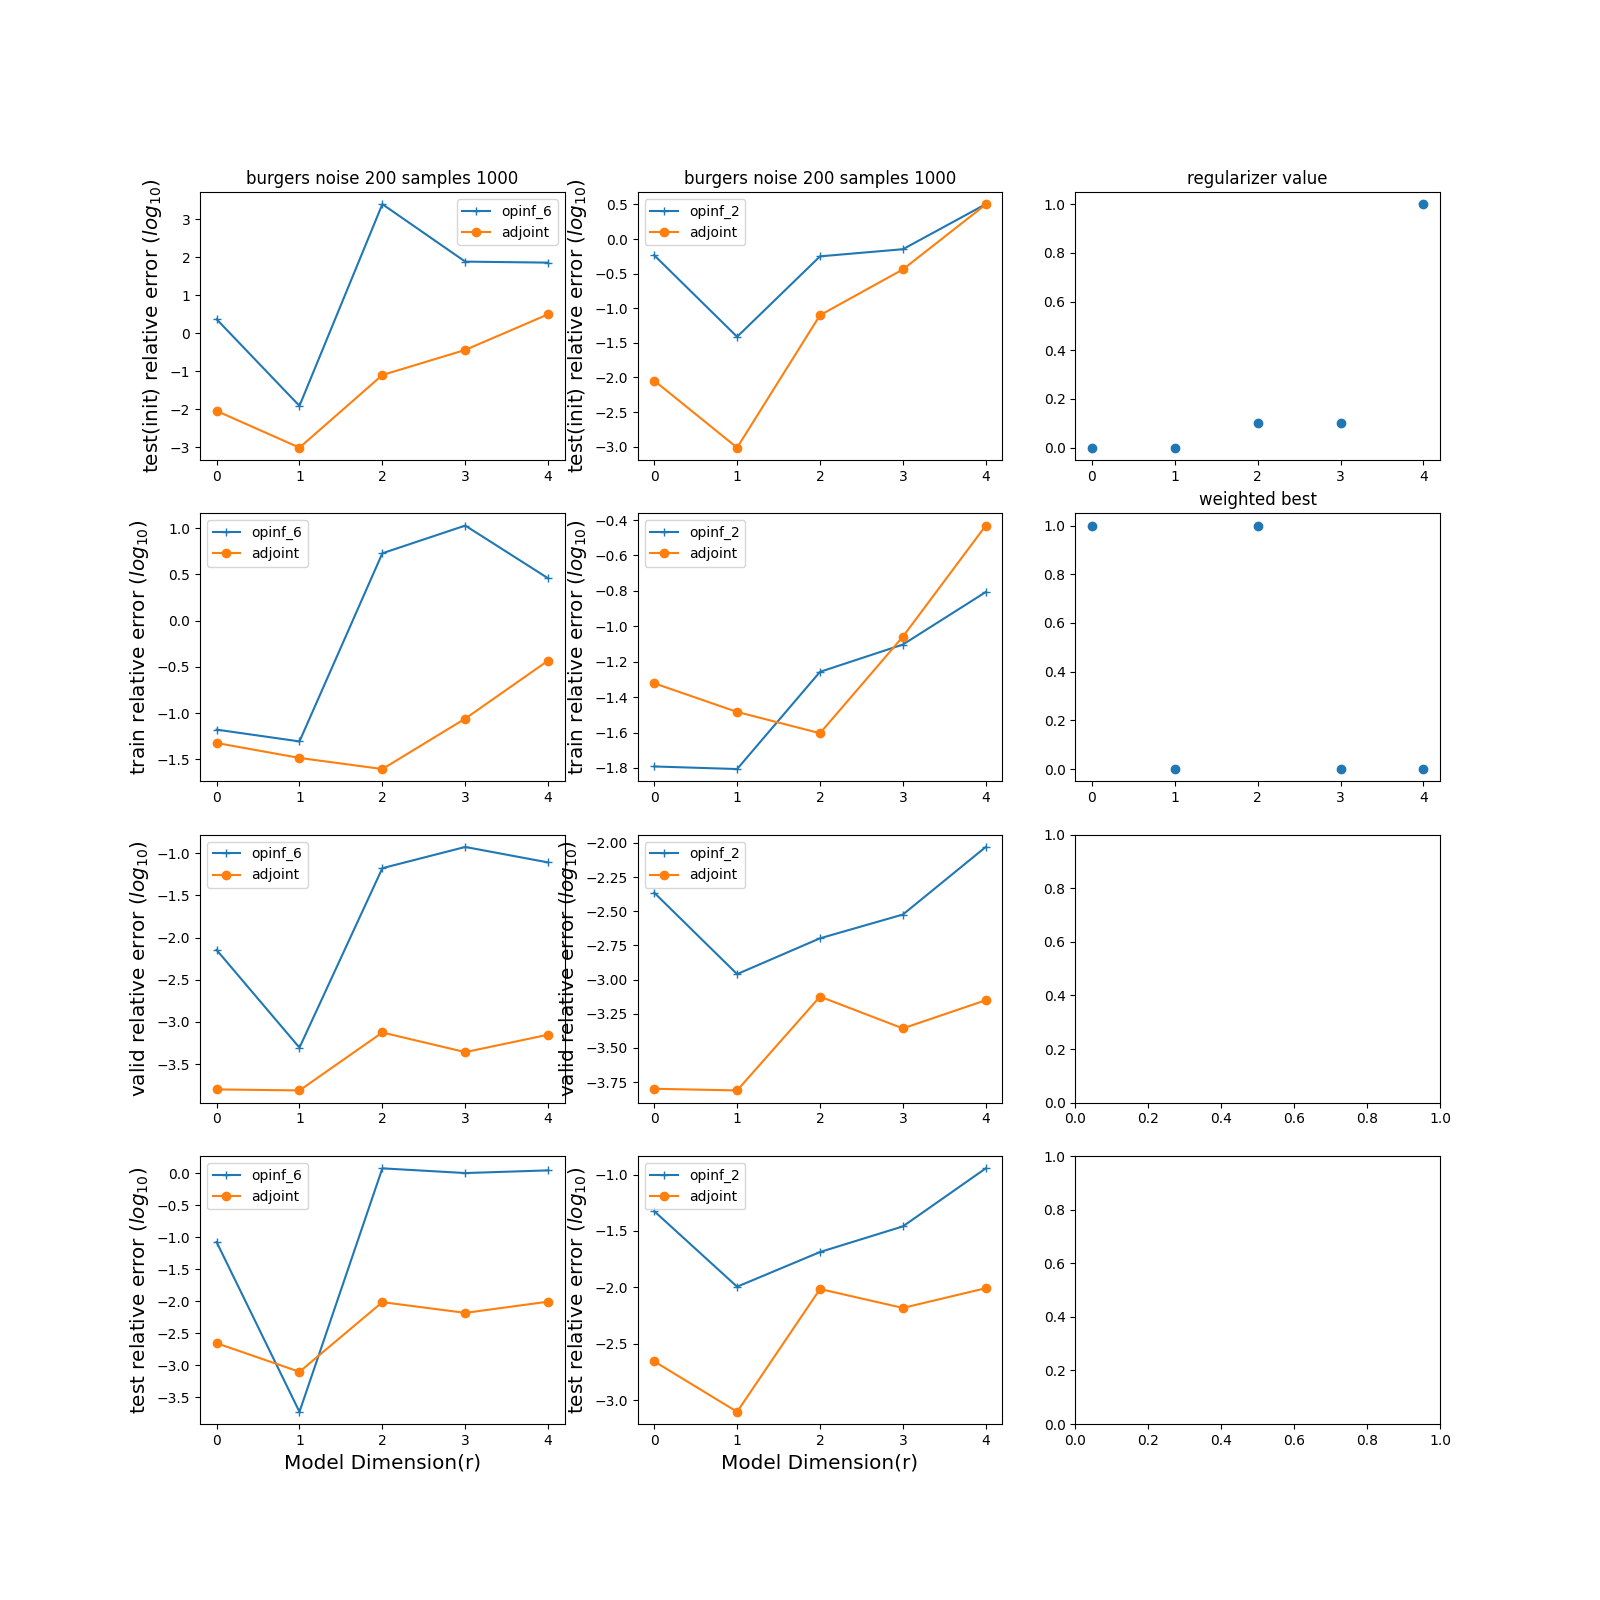 burgers noise 200 samples 1000
test(init) relative error (log10)
3
2
1
0
−1
−2
−3
0 1 2 3 4
opinf_6
adjoint
burgers noise 200 samples 1000
test(init) relative error (log10)
0.5
0.0
−0.5
−1.0
−1.5
−2.0
−2.5
−3.0
0 1 2 3 4
opinf_2
adjoint
regularizer value
1.0
0.8
0.6
0.4
0.2
0.0
0 1 2 3 4
train relative error (log10)
1.0
0.5
0.0
−0.5
−1.0
−1.5
0 1 2 3 4
opinf_6
adjoint
train relative error (log10)
−0.4
−0.6
−0.8
−1.0
−1.2
−1.4
−1.6
−1.8
0 1 2 3 4
opinf_2
adjoint
weighted best
1.0
0.8
0.6
0.4
0.2
0.0
0 1 2 3 4
valid relative error (log10)
−1.0
−1.5
−2.0
−2.5
−3.0
−3.5
0 1 2 3 4
opinf_6
adjoint
valid relative error (log10)
−2.00
−2.25
−2.50
−2.75
−3.00
−3.25
−3.50
−3.75
0 1 2 3 4
opinf_2
adjoint
1.0
0.8
0.6
0.4
0.2
0.0
0.0 0.2 0.4 0.6 0.8 1.0
test relative error (log10)
0.0
−0.5
−1.0
−1.5
−2.0
−2.5
−3.0
−3.5
0 1 2 3 4
opinf_6
adjoint
Model Dimension(r)
test relative error (log10)
−1.0
−1.5
−2.0
−2.5
−3.0
0 1 2 3 4
opinf_2
adjoint
Model Dimension(r)
1.0
0.8
0.6
0.4
0.2
0.0
0.0 0.2 0.4 0.6 0.8 1.0